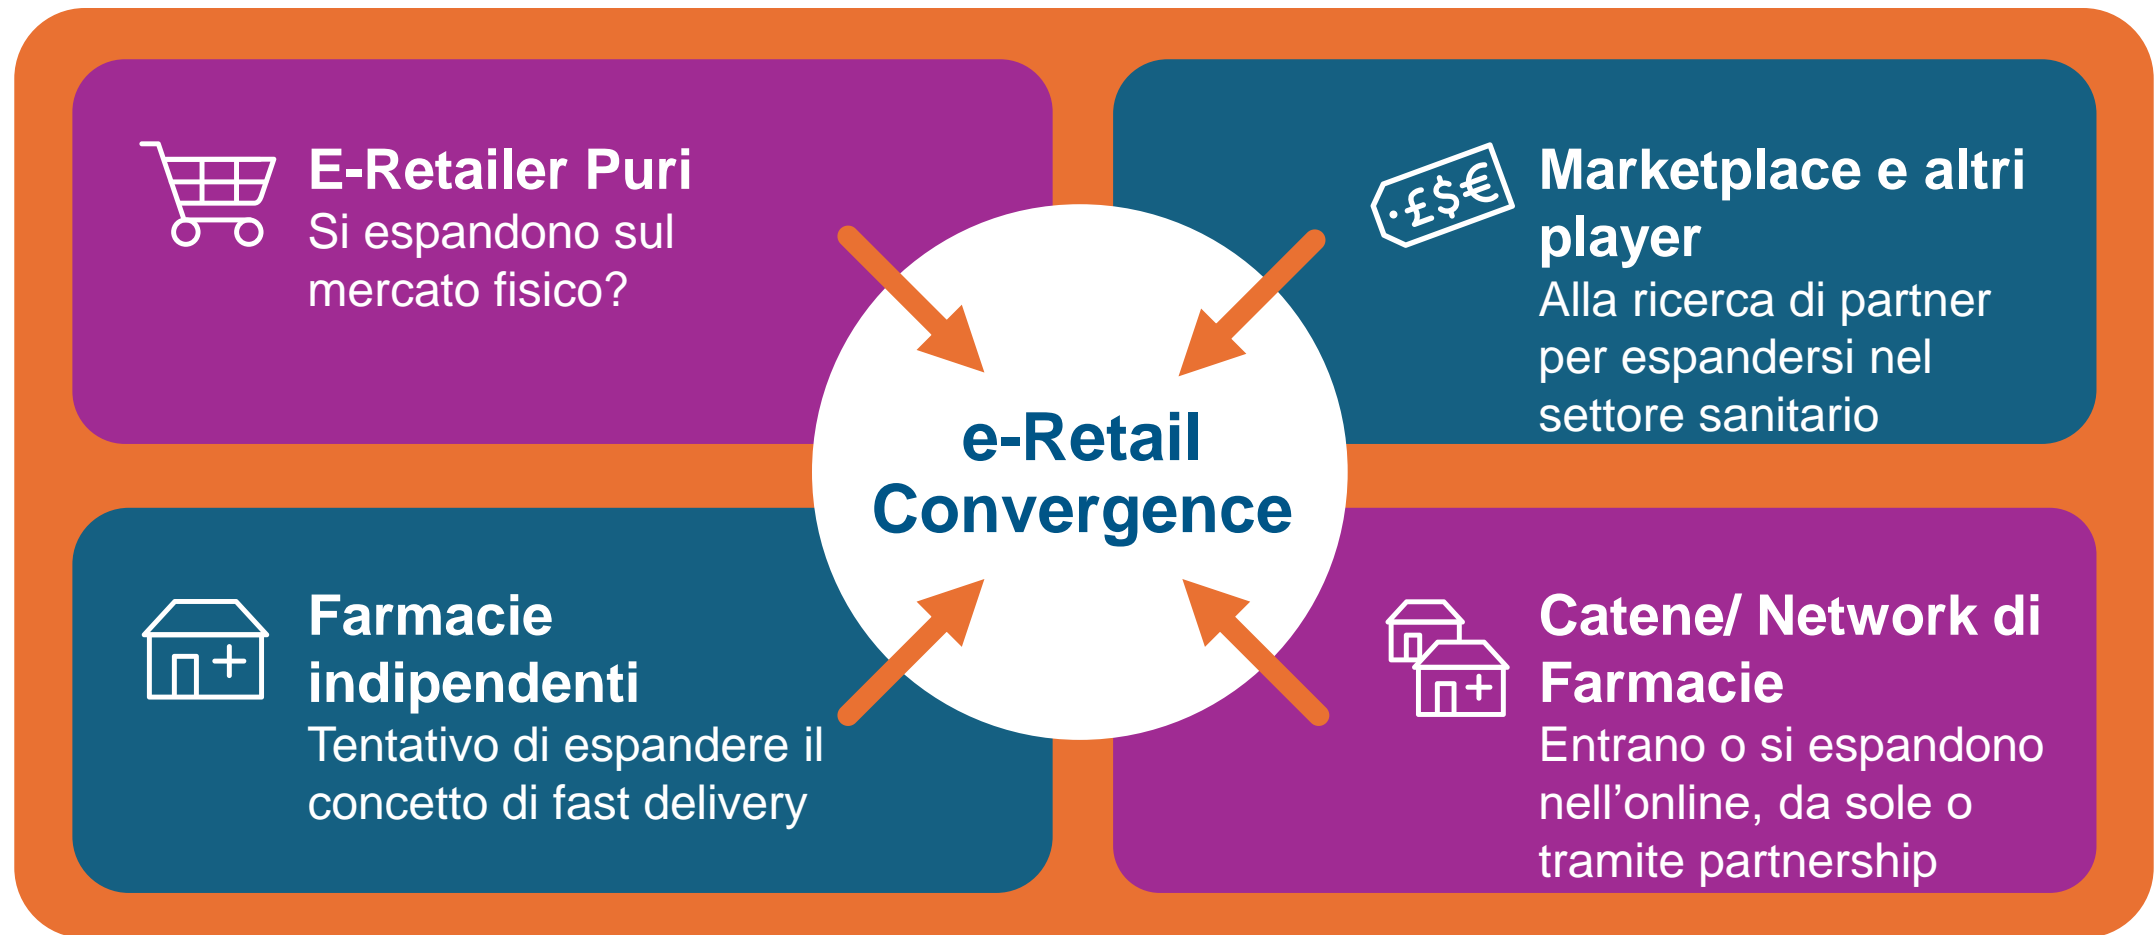 E-Retailer Puri
Si espandono sul
mercato fisico?
£$€
Marketplace e altri
player
Alla ricerca di partner
per espandersi nel
settore sanitario
e-Retail
Convergence
Farmacie
indipendenti
Tentativo di espandere il
concetto di fast delivery
Catene/ Network di
Farmacie
Entrano o si espandono
nell’online, da sole o
tramite partnership